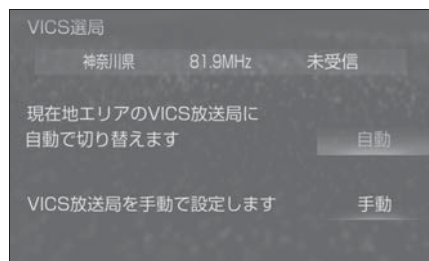 VICS選局
神奈川県 81.9MHz 未受信
現在地エリアのVICS放送局に
自動で切り替えます 自動
VICS放送局を手動で設定します 手動